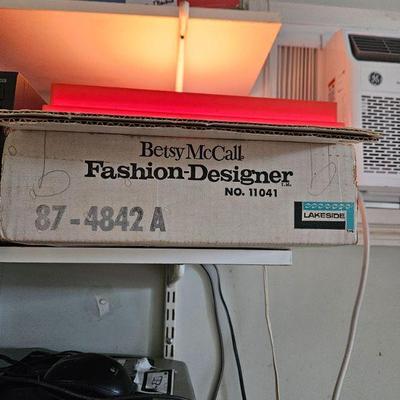 Betsy McCall
Fashion-Designer T.M.
NO. 11041
87-4842 A
LAKESIDE
GE